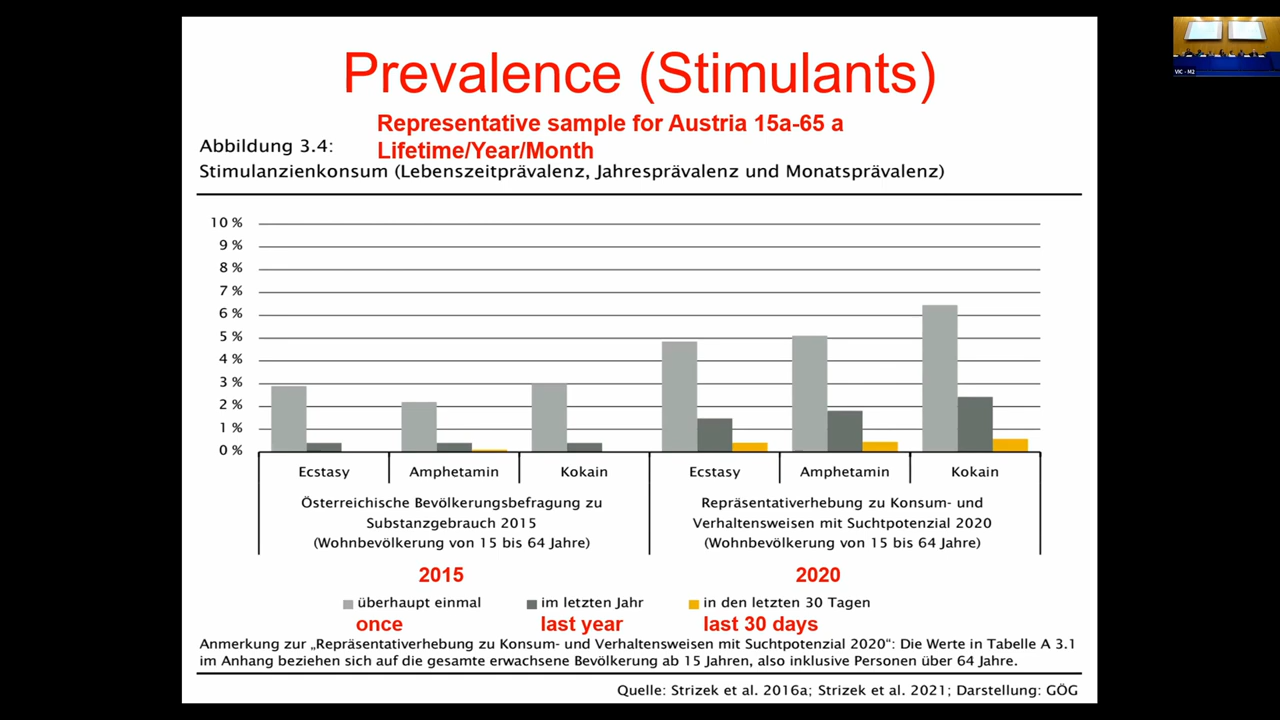 Prevalence (Stimulants)
Representative sample for Austria 15a-65 a
Lifetime/Year/Month
Abbildung 3.4:
Stimulanzienkonsum (Lebenszeitprävalenz, Jahresprävalenz und Monatsprävalenz)
10 %
9 %
8 %
7 %
6 %
5 %
4 %
3 %
2 %
1 %
0 %
Ecstasy Amphetamin Kokain Ecstasy Amphetamin Kokain
Österreichische Bevölkerungsbefragung zu
Substanzgebrauch 2015
(Wohnbevölkerung von 15 bis 64 Jahre)
Repräsentativerhebung zu Konsum- und
Verhaltensweisen mit Suchtpotenzial 2020
(Wohnbevölkerung von 15 bis 64 Jahre)
2015 2020
überhaupt einmal im letzten Jahr in den letzten 30 Tagen
once last year last 30 days
Anmerkung zur „Repräsentativerhebung zu Konsum- und Verhaltensweisen mit Suchtpotenzial 2020“: Die Werte in Tabelle A 3.1
im Anhang beziehen sich auf die gesamte erwachsene Bevölkerung ab 15 Jahren, also inklusive Personen über 64 Jahre.
Quelle: Strizek et al. 2016a; Strizek et al. 2021; Darstellung: GÖG
VIC - M2